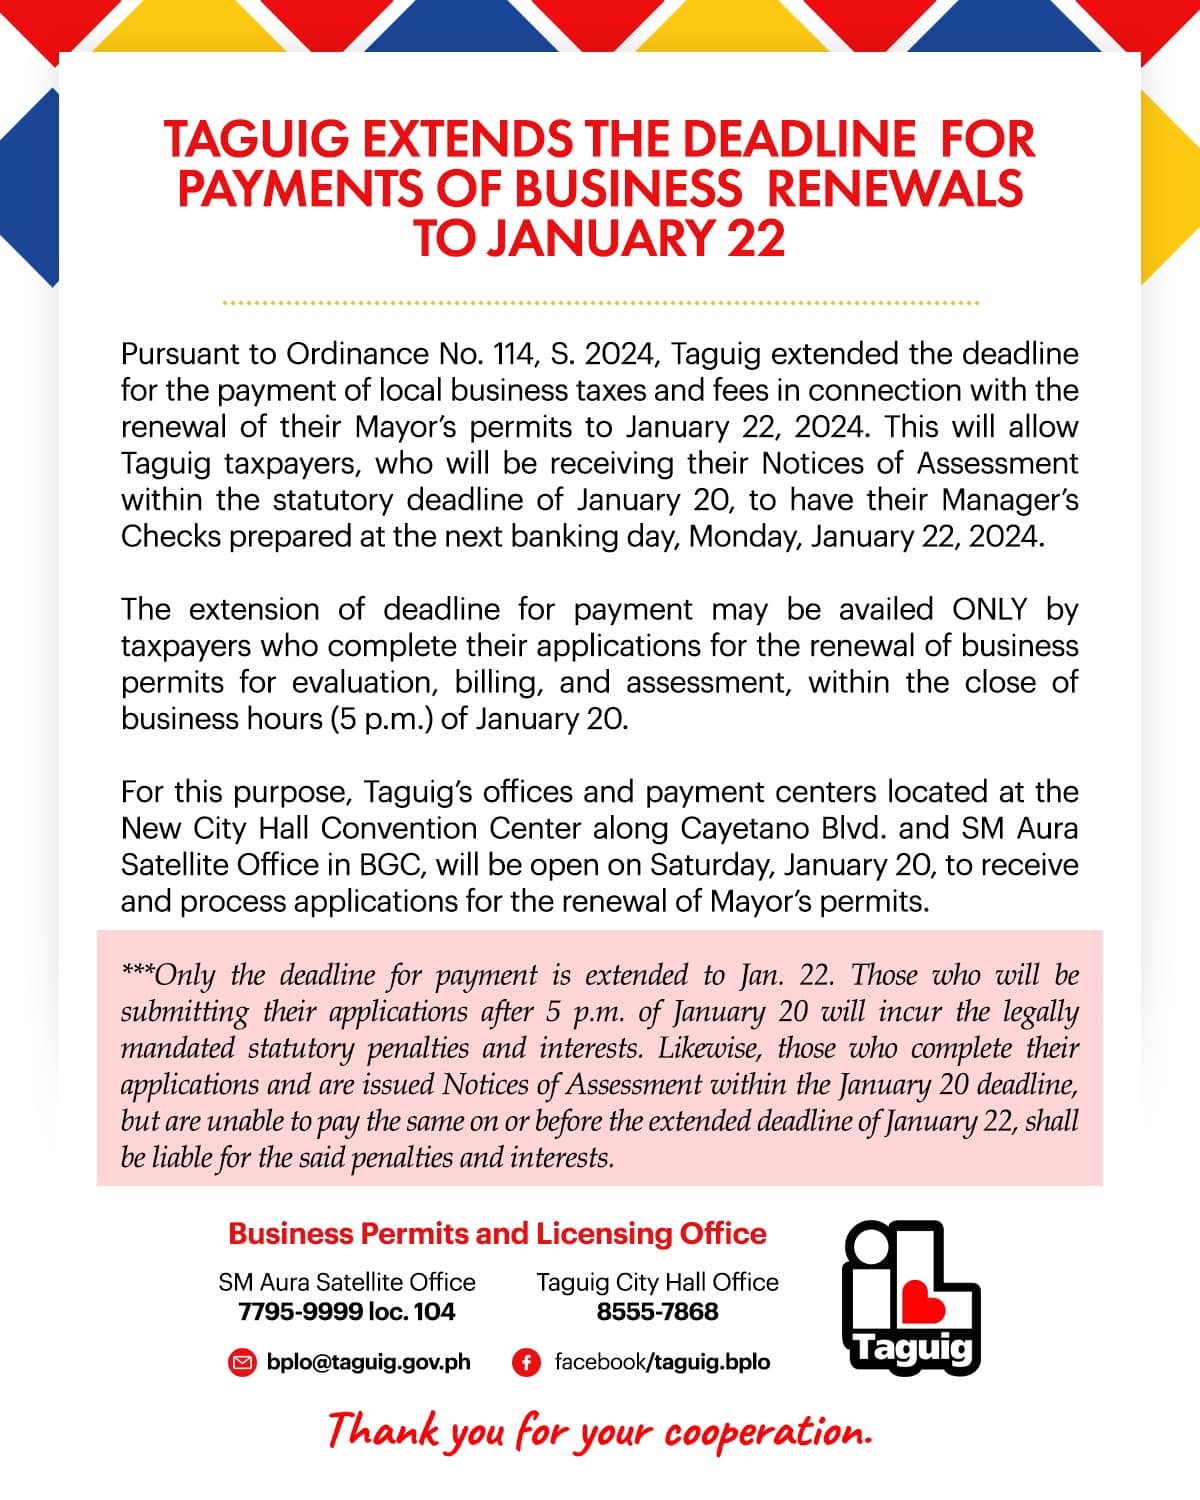 TAGUIG EXTENDS THE DEADLINE FOR
PAYMENTS OF BUSINESS RENEWALS
TO JANUARY 22
Pursuant to Ordinance No. 114, S. 2024, Taguig extended the deadline
for the payment of local business taxes and fees in connection with the
renewal of their Mayor's permits to January 22, 2024. This will allow
Taguig taxpayers, who will be receiving their Notices of Assessment
within the statutory deadline of January 20, to have their Manager's
Checks prepared at the next banking day, Monday, January 22, 2024.
The extension of deadline for payment may be availed ONLY by
taxpayers who complete their applications for the renewal of business
permits for evaluation, billing, and assessment, within the close of
business hours (5 p.m.) of January 20.
For this purpose, Taguig's offices and payment centers located at the
New City Hall Convention Center along Cayetano Blvd. and SM Aura
Satellite Office in BGC, will be open on Saturday, January 20, to receive
and process applications for the renewal of Mayor's permits.
***Only the deadline for payment is extended to Jan. 22. Those who will be
submitting their applications after 5 p.m. of January 20 will incur the legally
mandated statutory penalties and interests. Likewise, those who complete their
applications and are issued Notices of Assessment within the January 20 deadline,
but are unable to pay the same on or before the extended deadline of January 22, shall
be liable for the said penalties and interests.
Business Permits and Licensing Office
SM Aura Satellite Office
7795-9999 loc. 104
Taguig City Hall Office
8555-7868
bplo@taguig.gov.ph
facebook/taguig.bplo
iL
Taguig
Thank you for your cooperation.